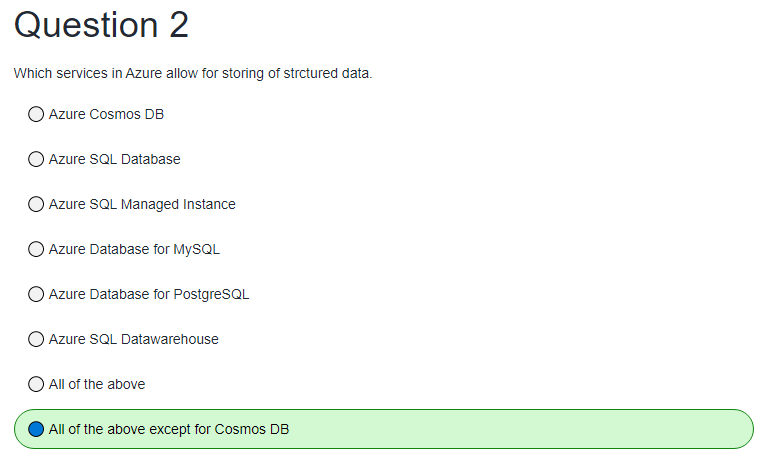 Question 2
Which services in Azure allow for storing of strctured data.
Azure Cosmos DB
Azure SQL Database
Azure SQL Managed Instance
Azure Database for MySQL
Azure Database for PostgreSQL
Azure SQL Datawarehouse
All of the above
All of the above except for Cosmos DB